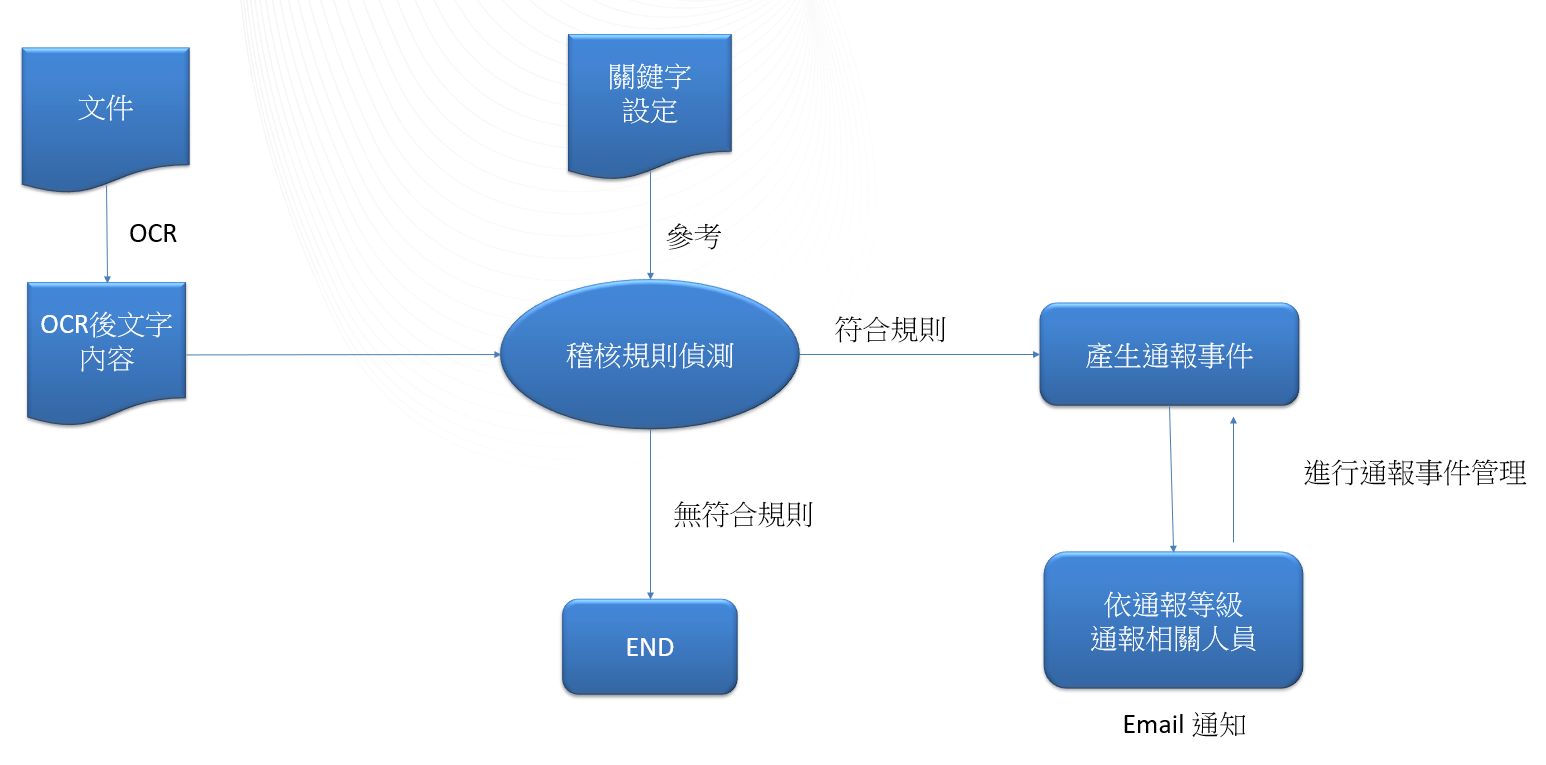 文件
關鍵字
設定
OCR
參考
OCR後文字
內容
稽核規則偵測
符合規則
產生通報事件
無符合規則
進行通報事件管理
END
依通報等級
通報相關人員
Email 通知